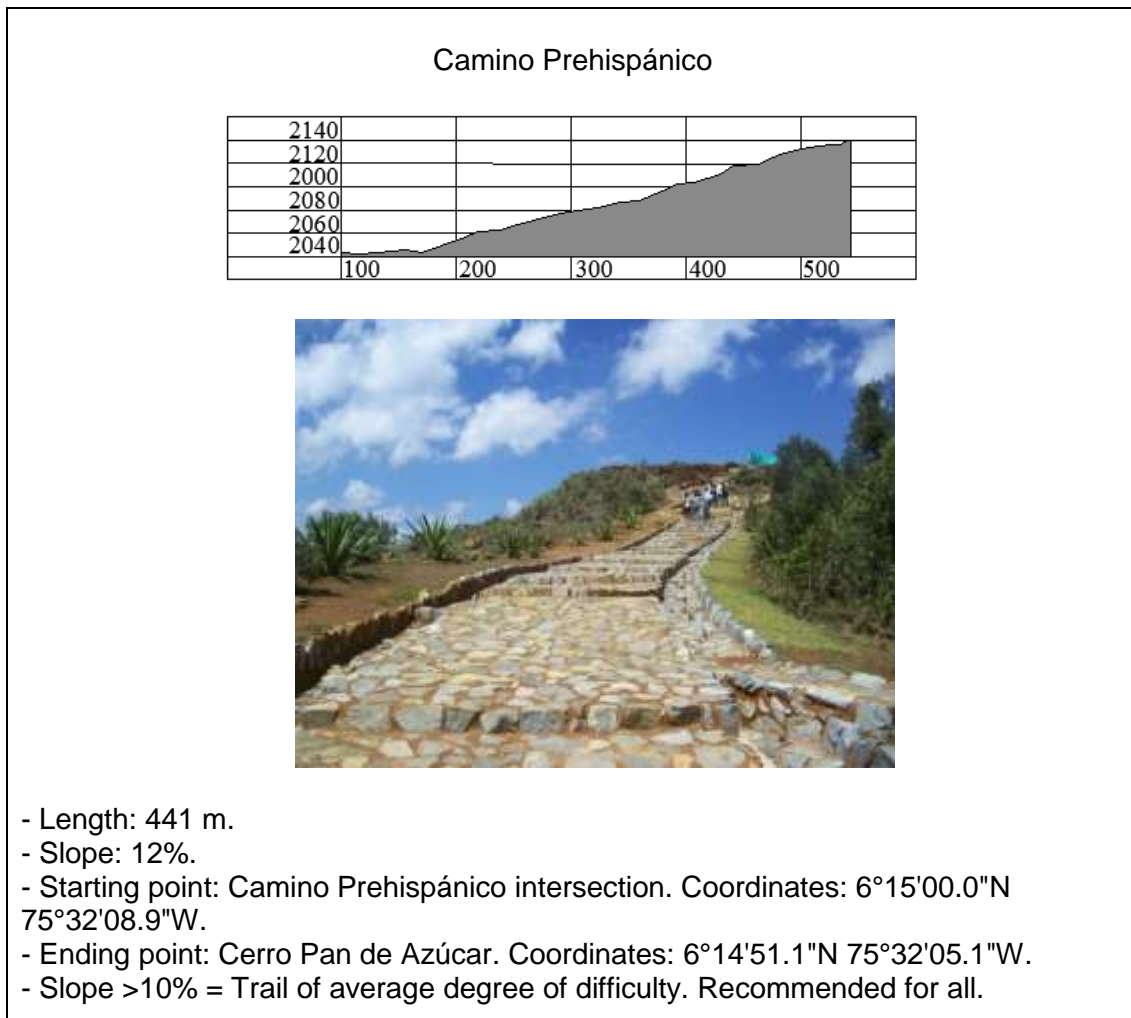 Camino Prehispánico
2140
2120
2000
2080
2060
2040
100 200 300 400 500
- Length: 441 m.
- Slope: 12%.
- Starting point: Camino Prehispánico intersection. Coordinates: 6°15'00.0"N
75°32'08.9"W.
- Ending point: Cerro Pan de Azúcar. Coordinates: 6°14'51.1"N 75°32'05.1"W.
- Slope >10% = Trail of average degree of difficulty. Recommended for all.